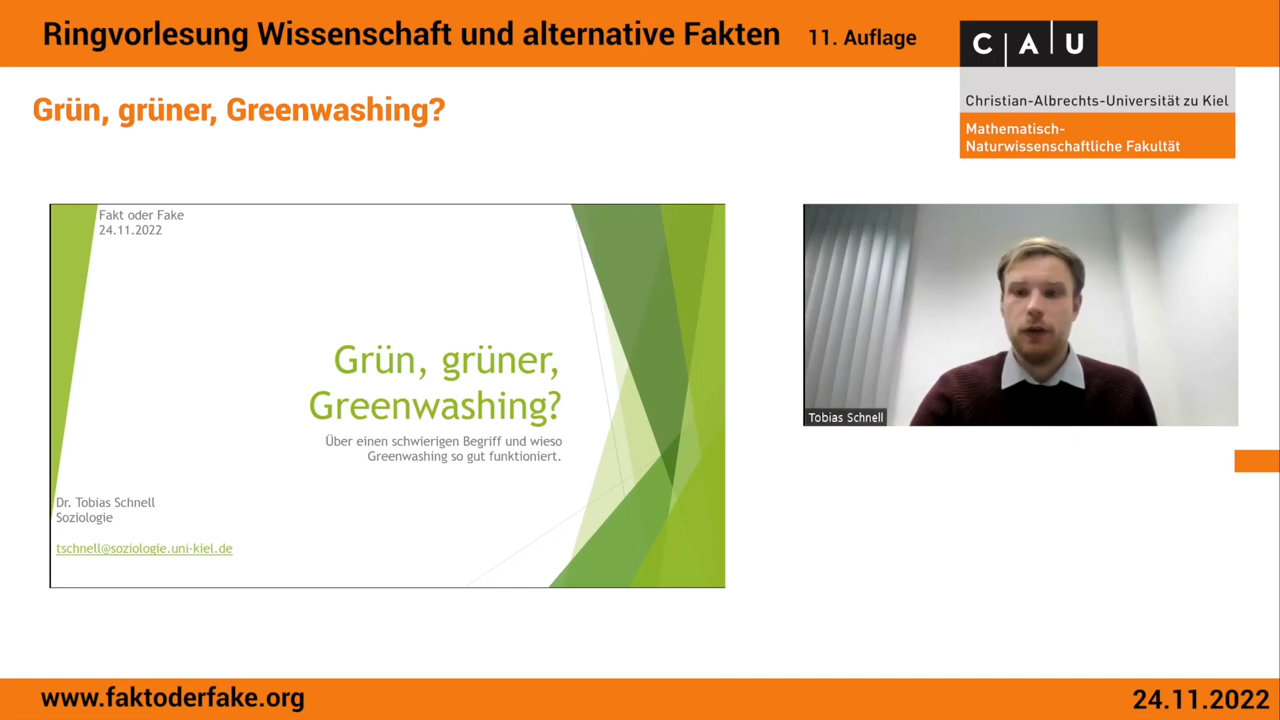 Ringvorlesung Wissenschaft und alternative Fakten 11. Auflage
C A U
Christian-Albrechts-Universität zu Kiel
Mathematisch-
Naturwissenschaftliche Fakultät
Grün, grüner, Greenwashing?
Fakt oder Fake
24.11.2022
Grün, grüner,
Greenwashing?
Über einen schwierigen Begriff und wieso
Greenwashing so gut funktioniert.
Dr. Tobias Schnell
Soziologie
tschnell@soziologie.uni-kiel.de
Tobias Schnell
www.faktoderfake.org
24.11.2022